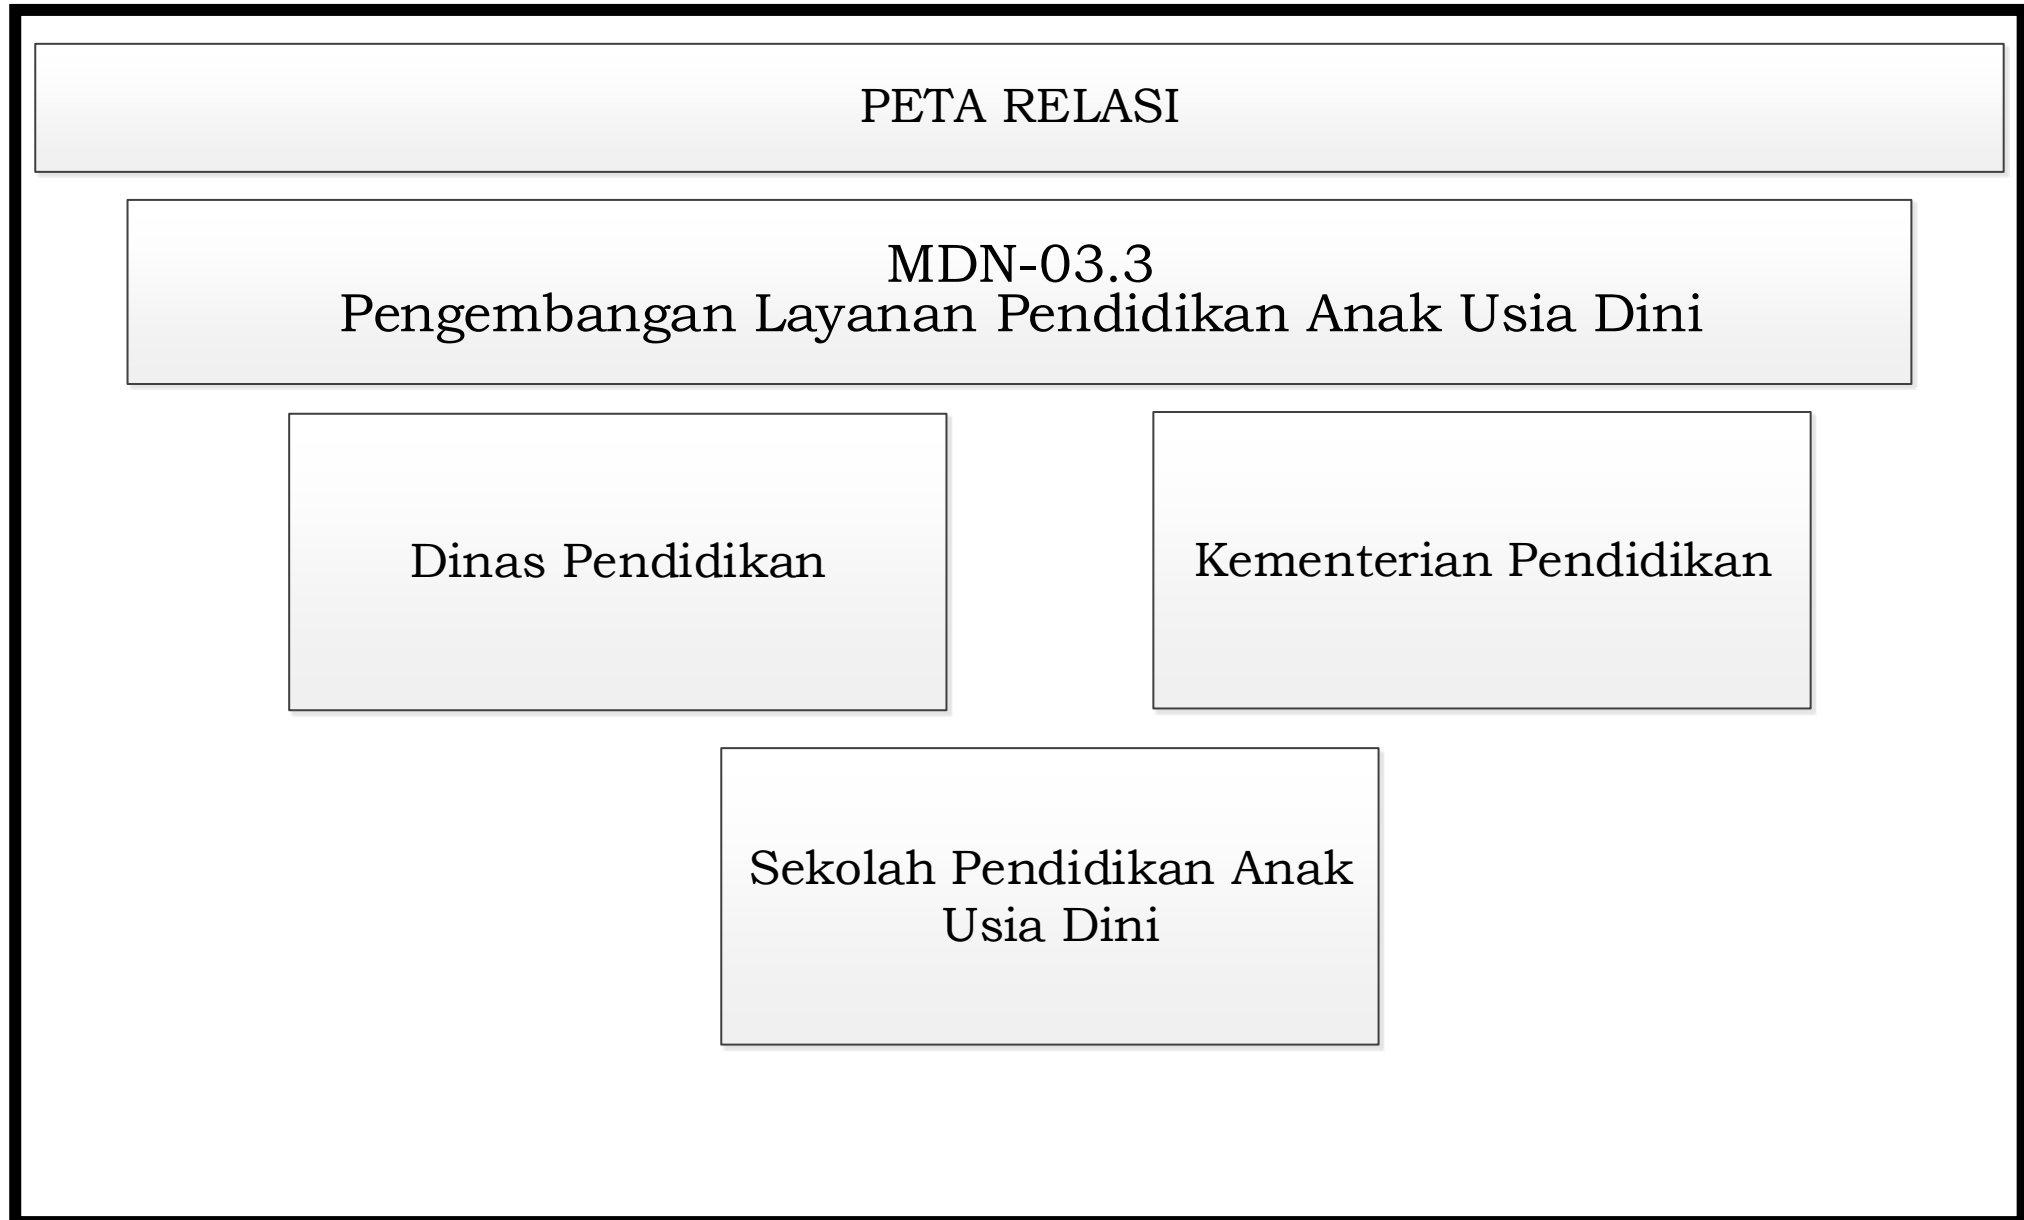 PETA RELASI
MDN-03.3
Pengembangan Layanan Pendidikan Anak Usia Dini
Dinas Pendidikan
Kementerian Pendidikan
Sekolah Pendidikan Anak
Usia Dini